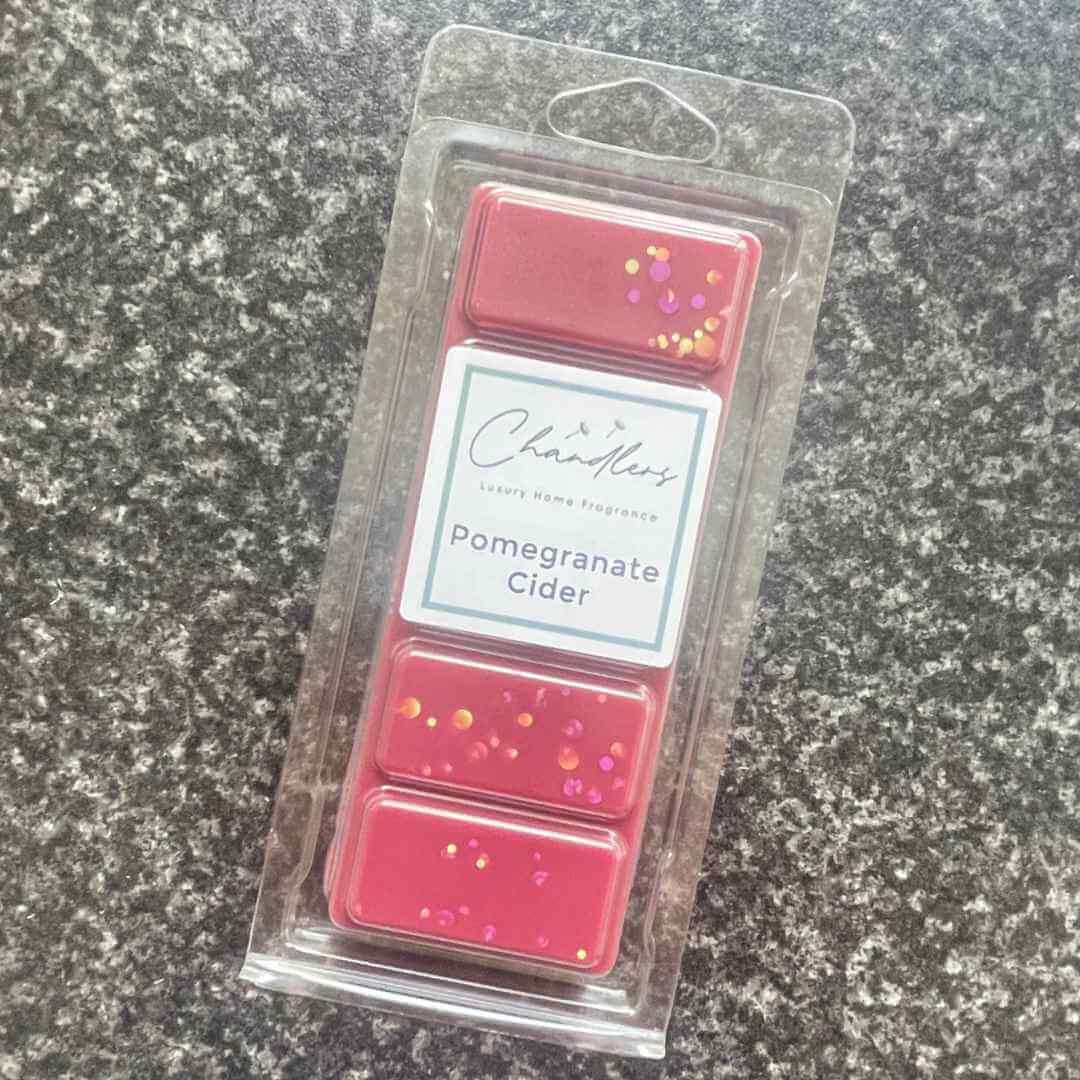 Chandlers
Luxury Home Fragrance
Pomegranate
Cider